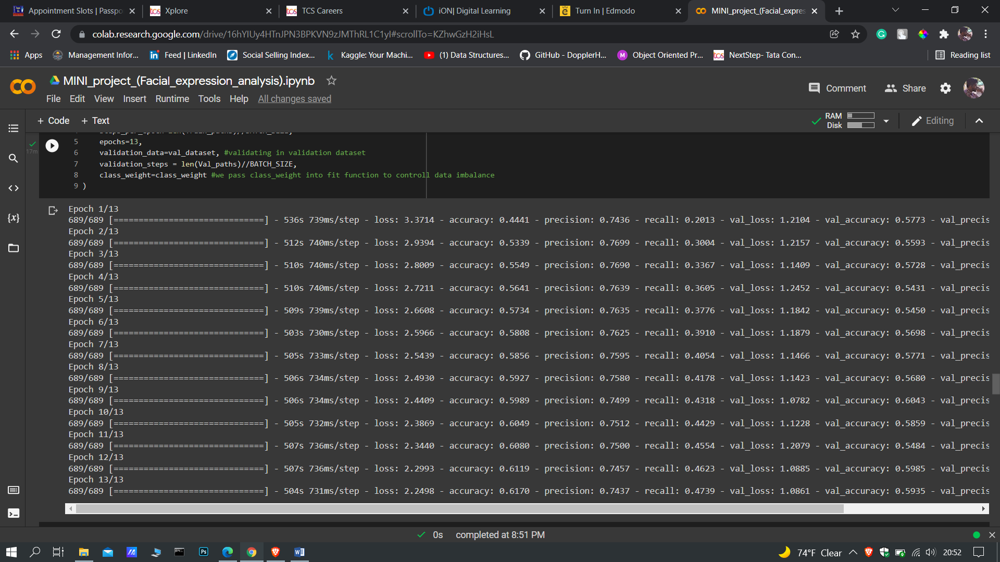 Appointment Slots | Passpo
Xplore
TCS Careers
iON| Digital Learning
Turn In | Edmodo
MINI_project_(Facial_expres
colab.research.google.com/drive/16hYIUy4HTnJPN3BPKVN9zJMThRL1C1yI#scrollTo=KZhwGzH2iHsL
Apps
Management Infor...
Feed | LinkedIn
Social Selling Index...
Kaggle: Your Machi...
(1) Data Structures...
GitHub - DopplerH...
Object Oriented Pr...
NextStep- Tata Con...
Reading list
MINI_project_(Facial_expression_analysis).ipynb
Comment
Share
File Edit View Insert Runtime Tools Help All changes saved
+ Code + Text
RAM
Disk
Editing
17m
5 epochs=13,
6 validation_data=val_dataset, #validating in validation dataset
7 validation_steps = len(Val_paths)//BATCH_SIZE,
8 class_weight=class_weight #we pass class_weight into fit function to controll data imbalance
9 )
Epoch 1/13
689/689 [==============================] - 536s 739ms/step - loss: 3.3714 - accuracy: 0.4441 - precision: 0.7436 - recall: 0.2013 - val_loss: 1.2104 - val_accuracy: 0.5773 - val_precis
Epoch 2/13
689/689 [==============================] - 512s 740ms/step - loss: 2.9394 - accuracy: 0.5339 - precision: 0.7699 - recall: 0.3004 - val_loss: 1.2157 - val_accuracy: 0.5593 - val_precis
Epoch 3/13
689/689 [==============================] - 510s 740ms/step - loss: 2.8009 - accuracy: 0.5549 - precision: 0.7690 - recall: 0.3367 - val_loss: 1.1409 - val_accuracy: 0.5728 - val_precis
Epoch 4/13
689/689 [==============================] - 510s 740ms/step - loss: 2.7211 - accuracy: 0.5641 - precision: 0.7639 - recall: 0.3605 - val_loss: 1.2452 - val_accuracy: 0.5431 - val_precis
Epoch 5/13
689/689 [==============================] - 509s 739ms/step - loss: 2.6608 - accuracy: 0.5734 - precision: 0.7635 - recall: 0.3776 - val_loss: 1.1842 - val_accuracy: 0.5450 - val_precis
Epoch 6/13
689/689 [==============================] - 503s 730ms/step - loss: 2.5966 - accuracy: 0.5808 - precision: 0.7625 - recall: 0.3910 - val_loss: 1.1879 - val_accuracy: 0.5698 - val_precis
Epoch 7/13
689/689 [==============================] - 505s 733ms/step - loss: 2.5439 - accuracy: 0.5856 - precision: 0.7595 - recall: 0.4054 - val_loss: 1.1466 - val_accuracy: 0.5771 - val_precis
Epoch 8/13
689/689 [==============================] - 506s 734ms/step - loss: 2.4930 - accuracy: 0.5927 - precision: 0.7580 - recall: 0.4178 - val_loss: 1.1423 - val_accuracy: 0.5680 - val_precis
Epoch 9/13
689/689 [==============================] - 506s 734ms/step - loss: 2.4409 - accuracy: 0.5989 - precision: 0.7499 - recall: 0.4318 - val_loss: 1.0782 - val_accuracy: 0.6043 - val_precis
Epoch 10/13
689/689 [==============================] - 505s 732ms/step - loss: 2.3869 - accuracy: 0.6049 - precision: 0.7512 - recall: 0.4429 - val_loss: 1.1228 - val_accuracy: 0.5859 - val_precis
Epoch 11/13
689/689 [==============================] - 507s 736ms/step - loss: 2.3440 - accuracy: 0.6080 - precision: 0.7500 - recall: 0.4554 - val_loss: 1.2079 - val_accuracy: 0.5484 - val_precis
Epoch 12/13
689/689 [==============================] - 507s 736ms/step - loss: 2.2993 - accuracy: 0.6119 - precision: 0.7457 - recall: 0.4623 - val_loss: 1.0885 - val_accuracy: 0.5985 - val_precis
Epoch 13/13
689/689 [==============================] - 504s 731ms/step - loss: 2.2498 - accuracy: 0.6170 - precision: 0.7437 - recall: 0.4739 - val_loss: 1.0861 - val_accuracy: 0.5935 - val_precis
0s completed at 8:51 PM
74°F Clear
20:52